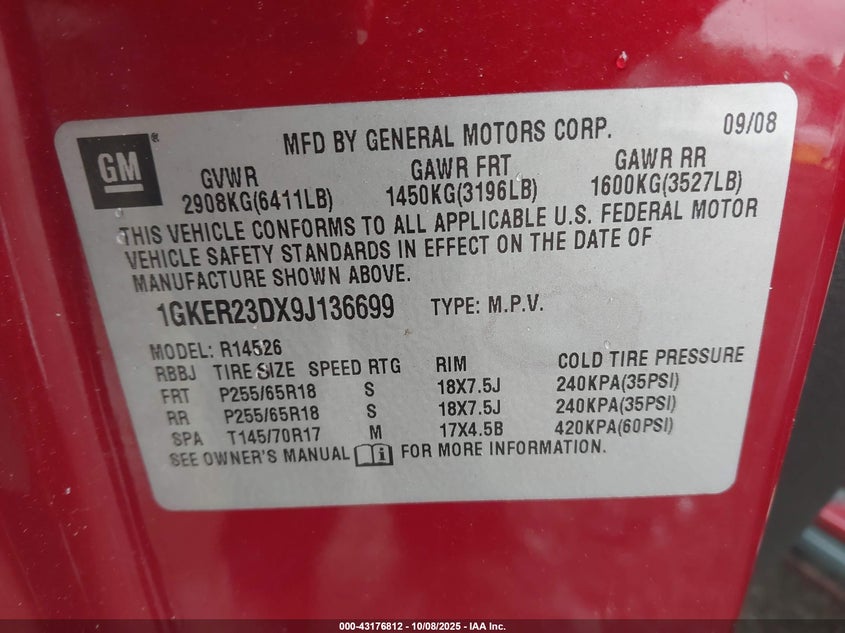 GM®
MFD BY GENERAL MOTORS CORP. 09/08
GVWR GAWR FRT GAWR RR
2908KG(6411LB) 1450KG(3196LB) 1600KG(3527LB)
THIS VEHICLE CONFORMS TO ALL APPLICABLE U.S. FEDERAL MOTOR
VEHICLE SAFETY STANDARDS IN EFFECT ON THE DATE OF
MANUFACTURE SHOWN ABOVE.
1GKER23DX9J136699 TYPE: M.P.V.
MODEL: R14526
RBBJ TIRE SIZE SPEED RTG RIM COLD TIRE PRESSURE
FRT P255/65R18 S 18X7.5J 240KPA(35PSI)
RR P255/65R18 S 18X7.5J 240KPA(35PSI)
SPA T145/70R17 M 17X4.5B 420KPA(60PSI)
SEE OWNER'S MANUAL i FOR MORE INFORMATION.
000-43176812 - 10/08/2025 - IAA Inc.